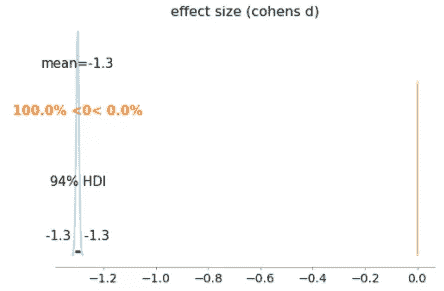 effect size (cohens d)
mean=-1.3
100.0% <0< 0.0%
94% HDI
-1.3 -1.3
−1.2 −1.0 −0.8 −0.6 −0.4 −0.2 0.0